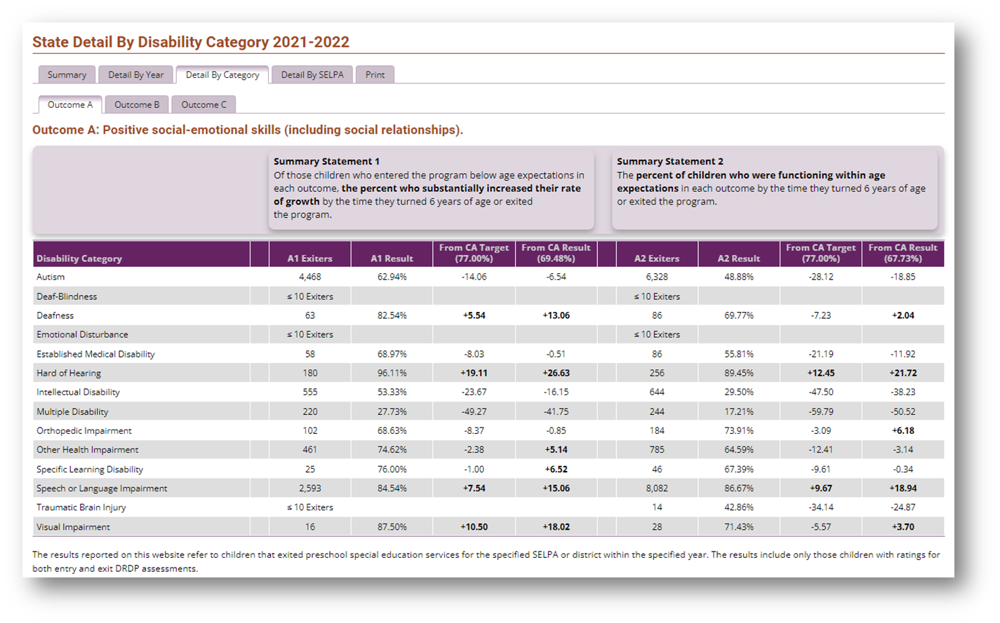 State Detail By Disability Category 2021-2022
Summary Detail By Year Detail By Category Detail By SELPA Print
Outcome A Outcome B Outcome C
Outcome A: Positive social-emotional skills (including social relationships).
Summary Statement 1
Of those children who entered the program below age expectations in
each outcome, the percent who substantially increased their rate
of growth by the time they turned 6 years of age or exited
the program.
Summary Statement 2
The percent of children who were functioning within age
expectations in each outcome by the time they turned 6 years of age
or exited the program.
Disability Category A1 Exiters A1 Result From CA Target (77.00%) From CA Result (69.48%) A2 Exiters A2 Result From CA Target (77.00%) From CA Result (67.73%)
Autism 4,468 62.94% -14.06 -6.54 6,328 48.88% -28.12 -18.85
Deaf-Blindness ≤ 10 Exiters ≤ 10 Exiters
Deafness 63 82.54% +5.54 +13.06 86 69.77% -7.23 +2.04
Emotional Disturbance ≤ 10 Exiters ≤ 10 Exiters
Established Medical Disability 58 68.97% -8.03 -0.51 86 55.81% -21.19 -11.92
Hard of Hearing 180 96.11% +19.11 +26.63 256 89.45% +12.45 +21.72
Intellectual Disability 555 53.33% -23.67 -16.15 644 29.50% -47.50 -38.23
Multiple Disability 220 27.73% -49.27 -41.75 244 17.21% -59.79 -50.52
Orthopedic Impairment 102 68.63% -8.37 -0.85 184 73.91% -3.09 +6.18
Other Health Impairment 461 74.62% -2.38 +5.14 785 64.59% -12.41 -3.14
Specific Learning Disability 25 76.00% -1.00 +6.52 46 67.39% -9.61 -0.34
Speech or Language Impairment 2,593 84.54% +7.54 +15.06 8,082 86.67% +9.67 +18.94
Traumatic Brain Injury ≤ 10 Exiters 14 42.86% -34.14 -24.87
Visual Impairment 16 87.50% +10.50 +18.02 28 71.43% -5.57 +3.70
The results reported on this website refer to children that exited preschool special education services for the specified SELPA or district within the specified year. The results include only those children with ratings for
both entry and exit DRDP assessments.